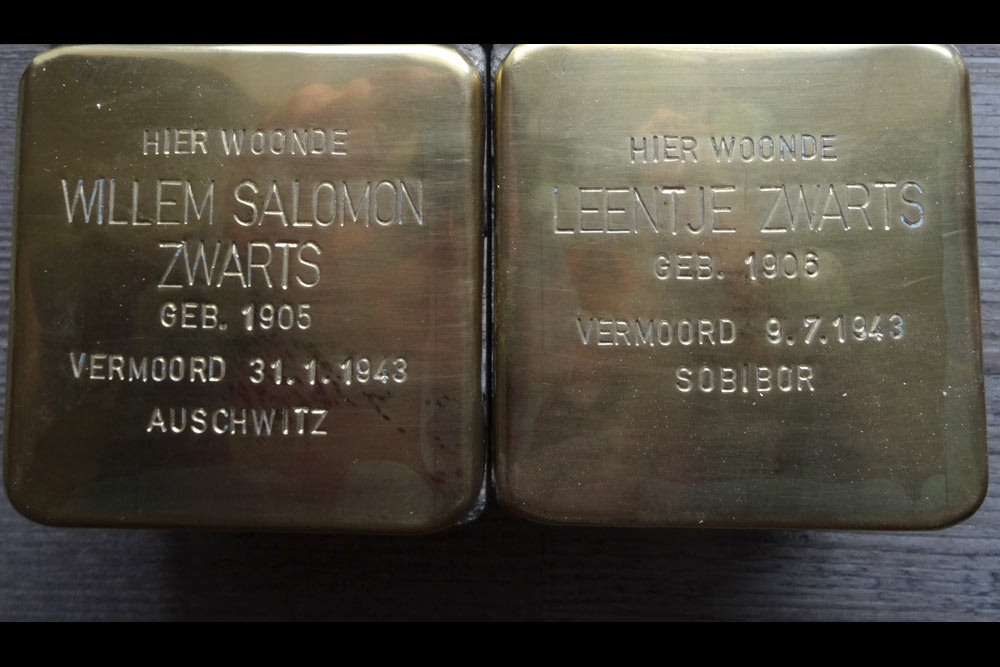 HIER WOONDE
WILLEM SALOMON
ZWARTS
GEB. 1905
VERMOORD 31.1.1943
AUSCHWITZ
HIER WOONDE
LEENTJE ZWARTS
GEB. 1906
VERMOORD 9.7.1943
SOBIBOR